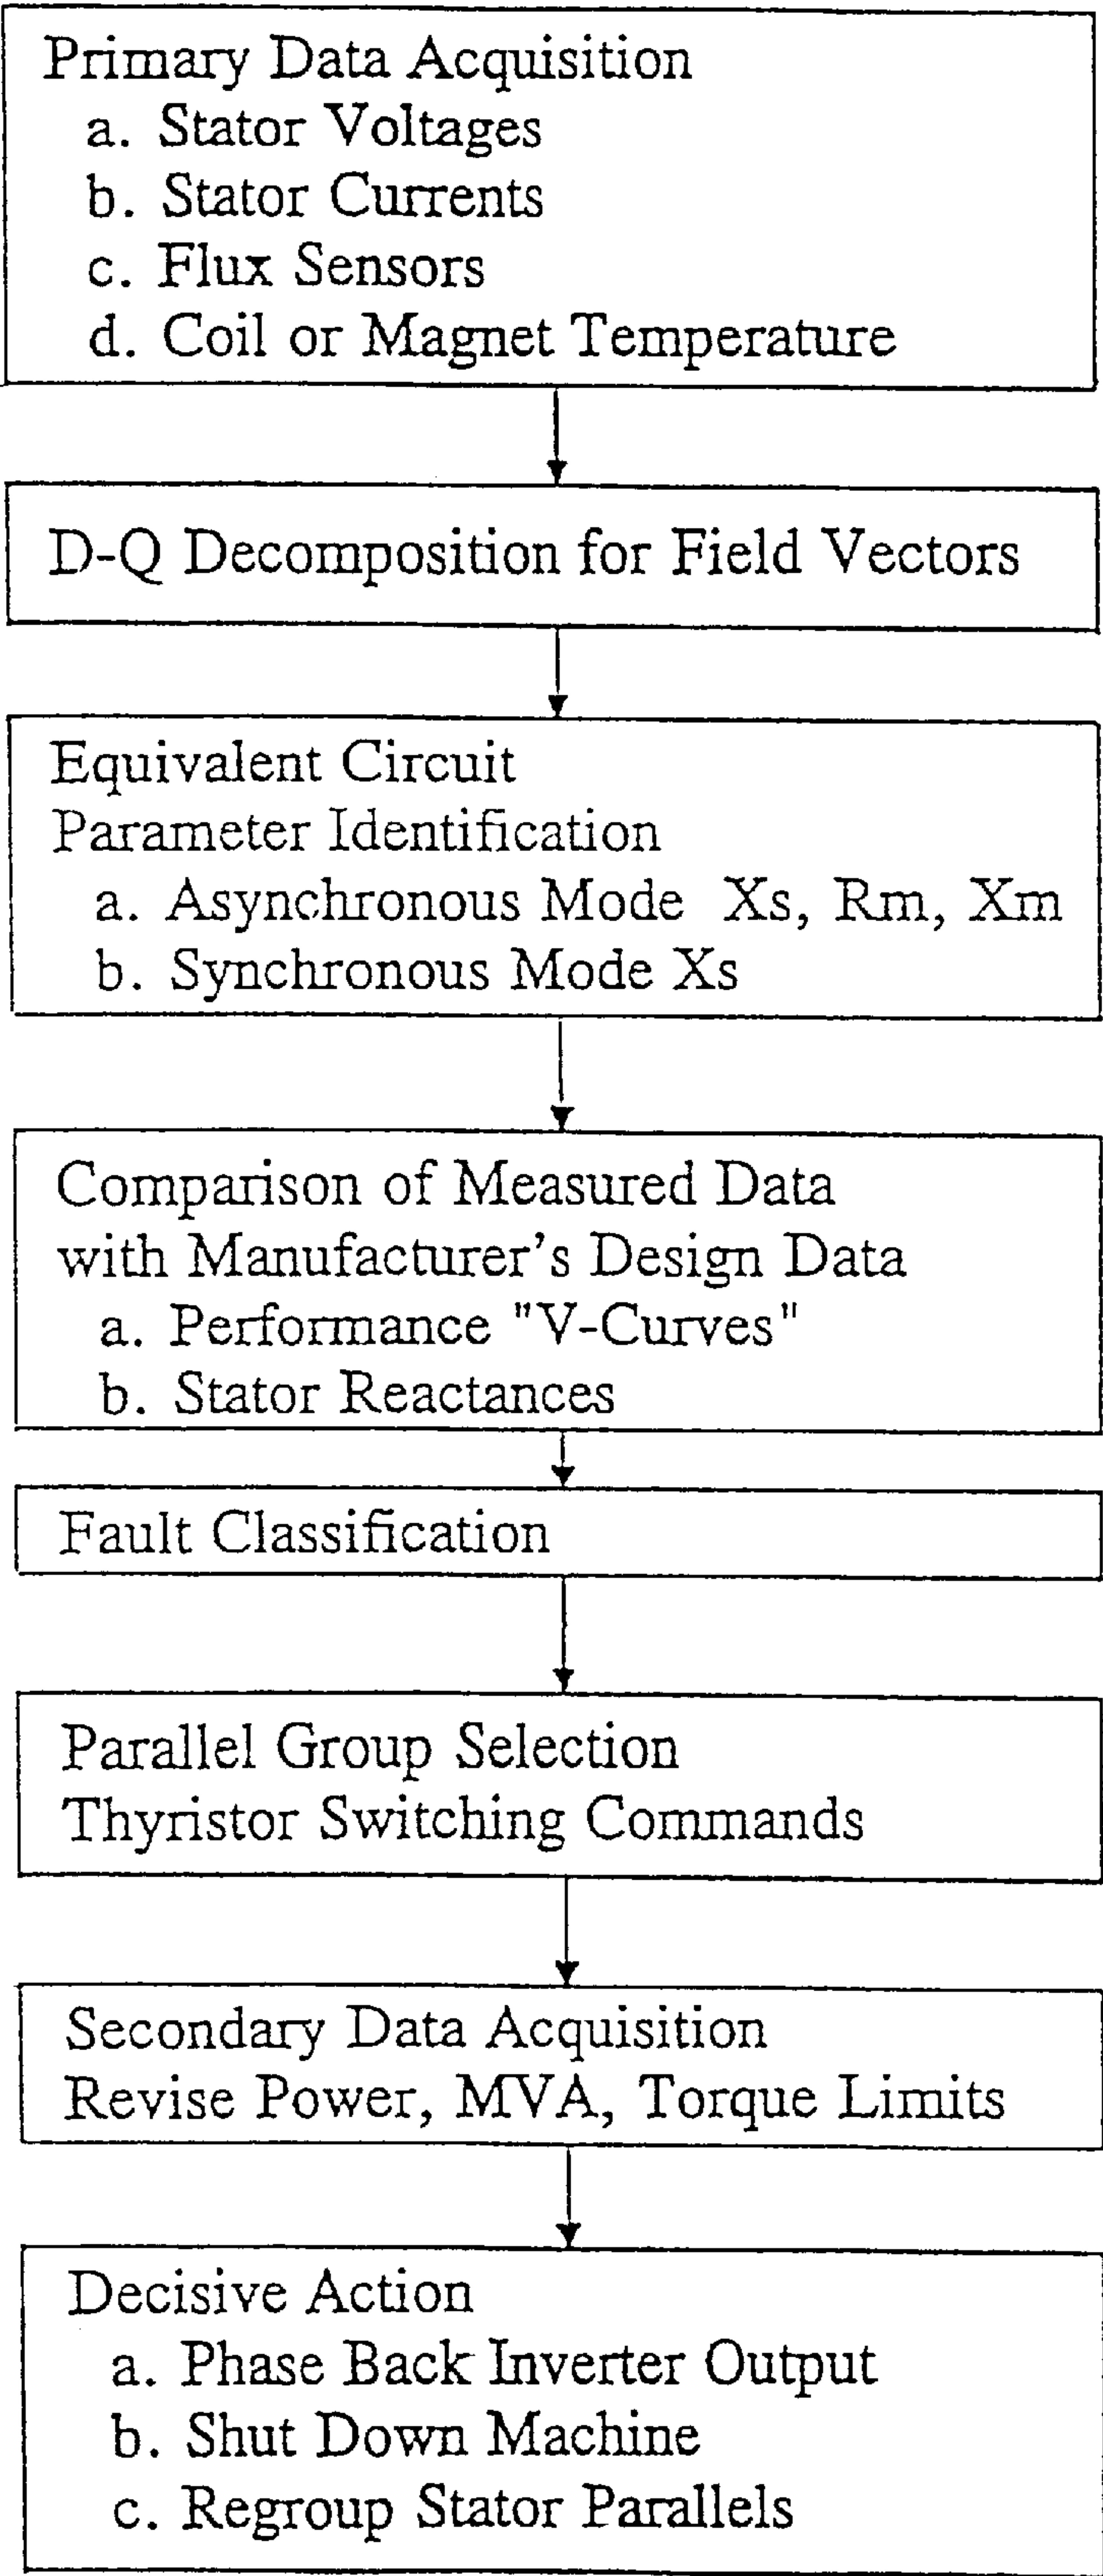 Primary Data Acquisition
a. Stator Voltages
b. Stator Currents
c. Flux Sensors
d. Coil or Magnet Temperature
D-Q Decomposition for Field Vectors
Equivalent Circuit
Parameter Identification
a. Asynchronous Mode Xs, Rm, Xm
b. Synchronous Mode Xs
Comparison of Measured Data
with Manufacturer's Design Data
a. Performance "V-Curves"
b. Stator Reactances
Fault Classification
Parallel Group Selection
Thyristor Switching Commands
Secondary Data Acquisition
Revise Power, MVA, Torque Limits
Decisive Action
a. Phase Back Inverter Output
b. Shut Down Machine
c. Regroup Stator Parallels